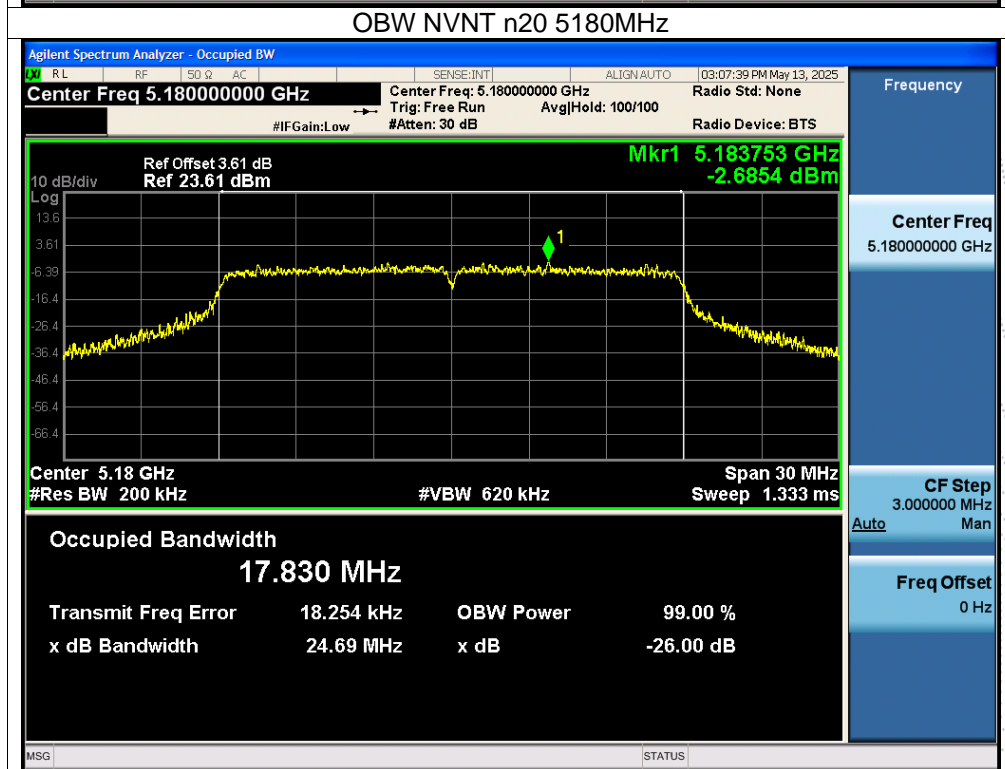 OBW NVNT n20 5180MHz
Agilent Spectrum Analyzer - Occupied BW
LXI RL RF 50 Ω AC SENSE:INT ALIGN AUTO 03:07:39 PM May 13, 2025
Center Freq 5.180000000 GHz Center Freq: 5.180000000 GHz Radio Std: None
Trig: Free Run Avg|Hold: 100/100
#IFGain:Low #Atten: 30 dB Radio Device: BTS
Frequency
Mkr1 5.183753 GHz
-2.6854 dBm
Ref Offset 3.61 dB
10 dB/div Ref 23.61 dBm
Log
13.6
3.61
-6.39
-16.4
-26.4
-36.4
-46.4
-56.4
-66.4
1
Center 5.18 GHz Span 30 MHz
#Res BW 200 kHz #VBW 620 kHz Sweep 1.333 ms
Center Freq
5.180000000 GHz
CF Step
3.000000 MHz
Auto Man
Freq Offset
0 Hz
Occupied Bandwidth
17.830 MHz
Transmit Freq Error 18.254 kHz OBW Power 99.00 %
x dB Bandwidth 24.69 MHz x dB -26.00 dB
MSG STATUS